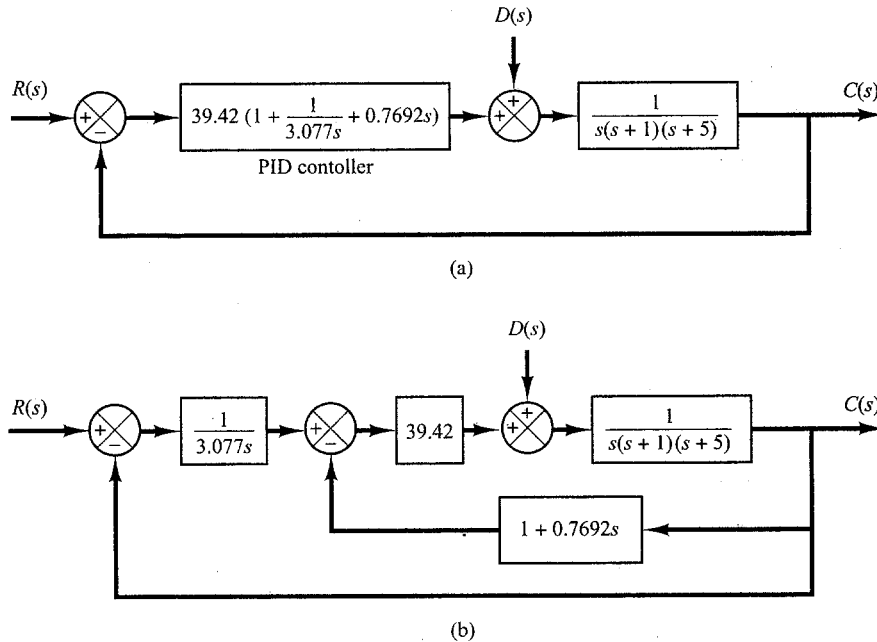 D(s)
R(s)
39.42 (1 + 1/3.077s + 0.7692s)
1/s(s + 1)(s + 5)
C(s)
+
−
+
+
PID contoller
(a)
D(s)
R(s)
1/3.077s
39.42
1/s(s + 1)(s + 5)
C(s)
+
−
+
−
+
+
1 + 0.7692s
(b)